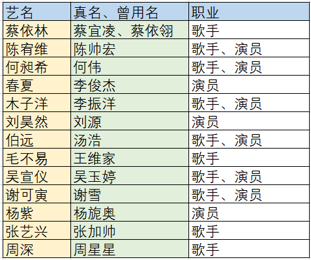 艺名 真名、曾用名 职业
蔡依林 蔡宜凌、蔡依翎 歌手
陈宥维 陈帅宏 歌手、演员
何昶希 何伟 歌手、演员
春夏 李俊杰 演员
木子洋 李振洋 歌手、演员
刘昊然 刘源 演员
伯远 汤浩 歌手、演员
毛不易 王维家 歌手
吴宣仪 吴玉婷 歌手、演员
谢可寅 谢雪 歌手、演员
杨紫 杨旎奥 演员
张艺兴 张加帅 歌手
周深 周星星 歌手